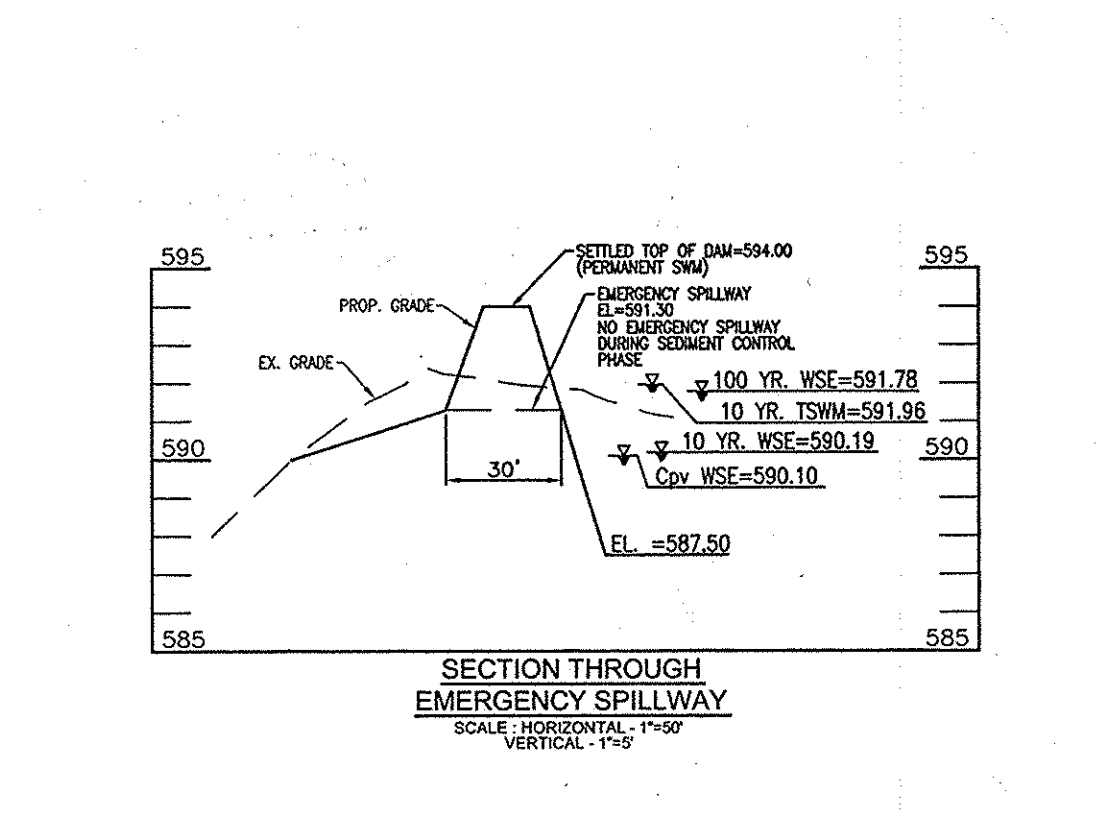 595
595
SETTLED TOP OF DAM=594.00
(PERMANENT SWM)
PROP. GRADE
EMERGENCY SPILLWAY
EL=591.30
NO EMERGENCY SPILLWAY
DURING SEDIMENT CONTROL
PHASE
EX. GRADE
100 YR. WSE=591.78
10 YR. TSWM=591.96
590
590
10 YR. WSE=590.19
30'
Cpv WSE=590.10
EL. =587.50
585
585
SECTION THROUGH
EMERGENCY SPILLWAY
SCALE : HORIZONTAL - 1"=50'
VERTICAL - 1"=5'